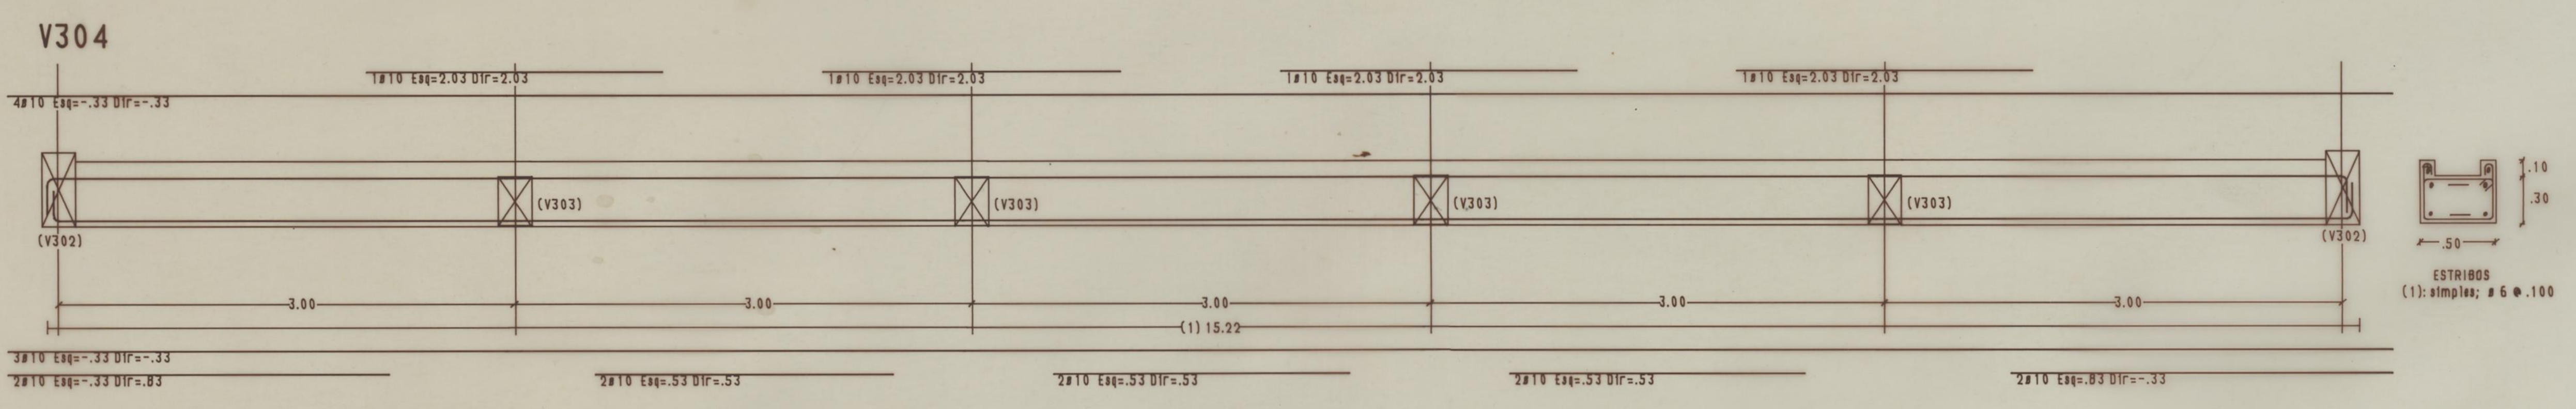 V304
1ø10 Esq=2.03 Dir=2.03
1ø10 Esq=2.03 Dir=2.03
1ø10 Esq=2.03 Dir=2.03
1ø10 Esq=2.03 Dir=2.03
4ø10 Esq=-.33 Dir=-.33
(V302)
(V303)
(V303)
(V303)
(V303)
(V302)
.10
.30
.50
ESTRIBOS
(1): simples; ø 6 @ .100
3.00
3.00
3.00
3.00
3.00
(1) 15.22
3ø10 Esq=-.33 Dir=-.33
2ø10 Esq=-.33 Dir=.83
2ø10 Esq=.53 Dir=.53
2ø10 Esq=.53 Dir=.53
2ø10 Esq=.53 Dir=.53
2ø10 Esq=.83 Dir=-.33